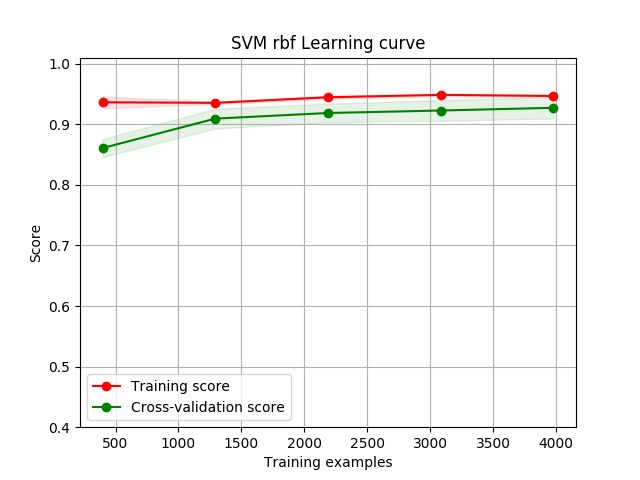 SVM rbf Learning curve
1.0
0.9
0.8
0.7
0.6
0.5
0.4
Score
Training score
Cross-validation score
500 1000 1500 2000 2500 3000 3500 4000
Training examples